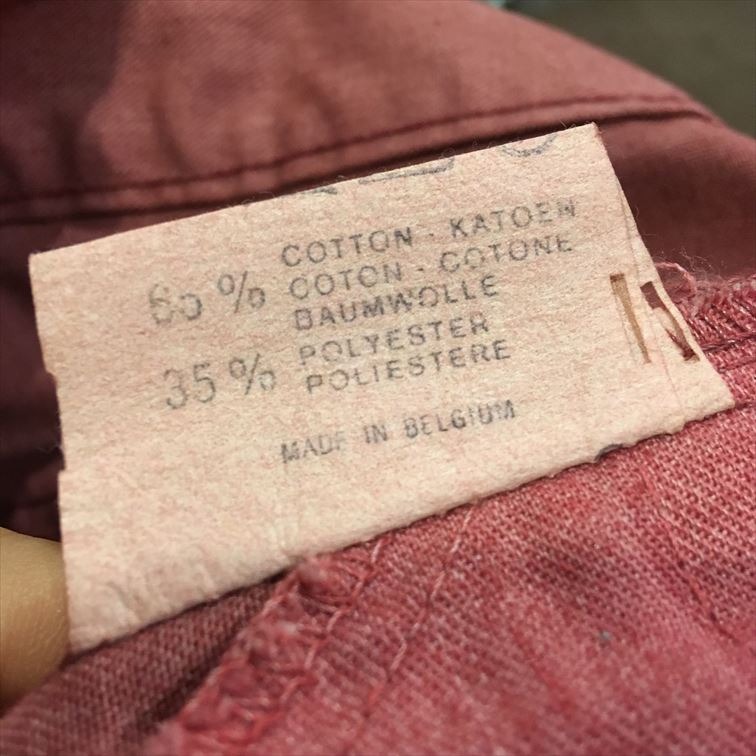 65 % COTTON - KATOEN
COTON - COTONE
BAUMWOLLE
35 % POLYESTER
POLIESTERE
MADE IN BELGIUM